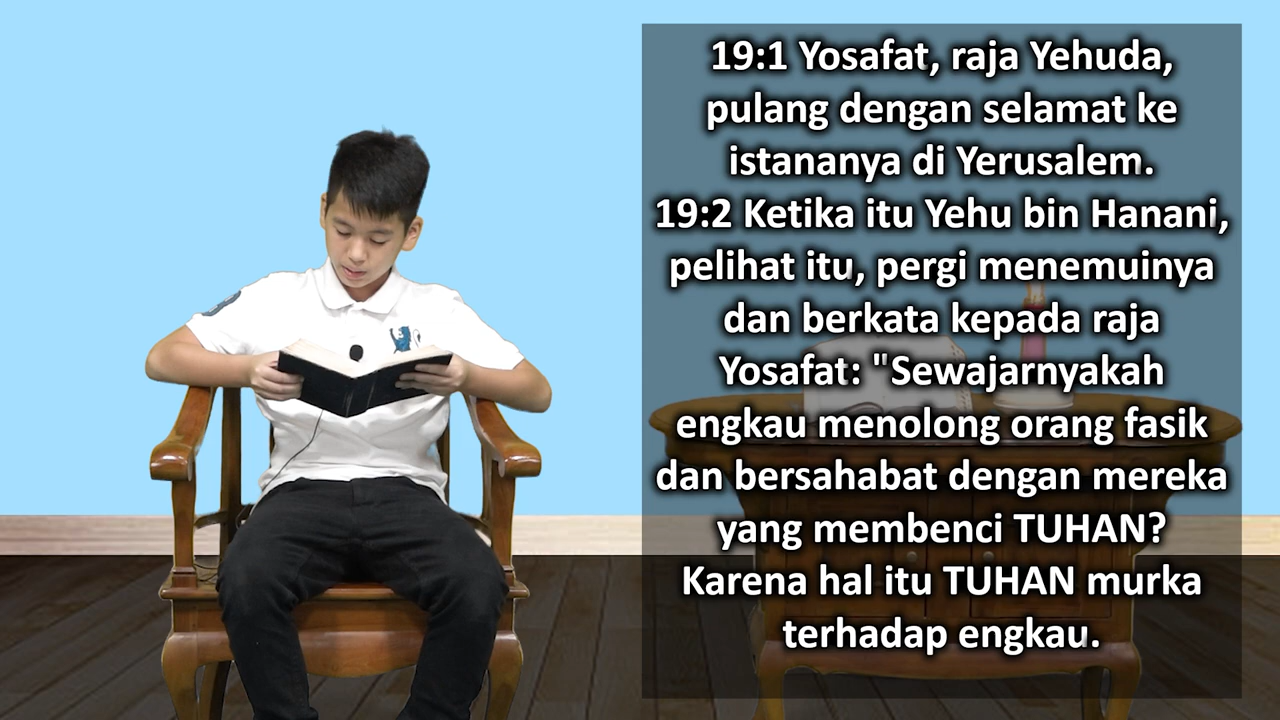 19:1 Yosafat, raja Yehuda,
pulang dengan selamat ke
istananya di Yerusalem.
19:2 Ketika itu Yehu bin Hanani,
pelihat itu, pergi menemuinya
dan berkata kepada raja
Yosafat: "Sewajarnyakah
engkau menolong orang fasik
dan bersahabat dengan mereka
yang membenci TUHAN?
Karena hal itu TUHAN murka
terhadap engkau.